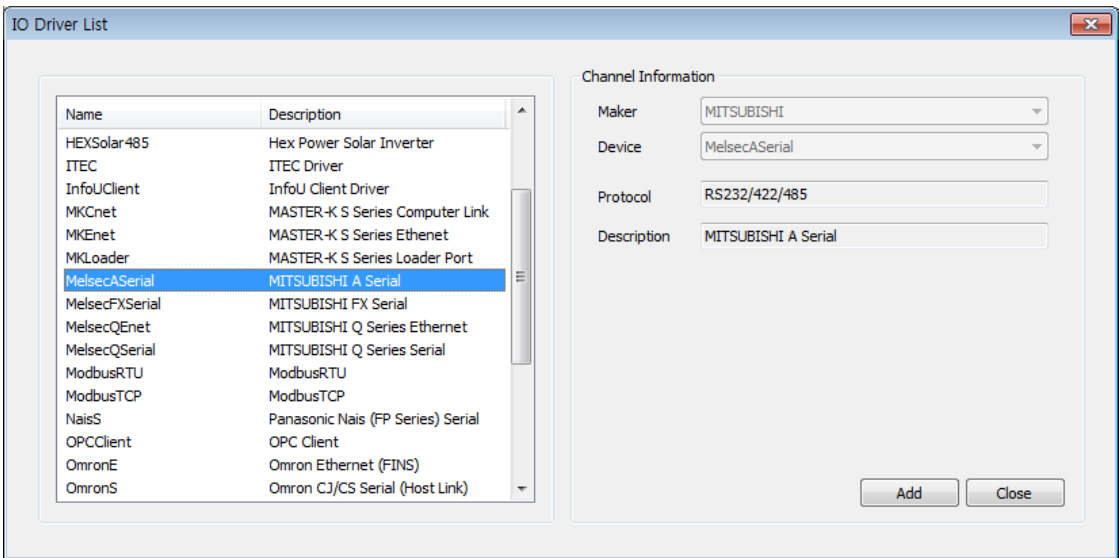 IO Driver List
Name Description
HEXSolar485 Hex Power Solar Inverter
ITEC ITEC Driver
InfoUClient InfoU Client Driver
MKCnet MASTER-K S Series Computer Link
MKEnet MASTER-K S Series Ethenet
MKLoader MASTER-K S Series Loader Port
MelsecASerial MITSUBISHI A Serial
MelsecFXSerial MITSUBISHI FX Serial
MelsecQEnet MITSUBISHI Q Series Ethernet
MelsecQSerial MITSUBISHI Q Series Serial
ModbusRTU ModbusRTU
ModbusTCP ModbusTCP
NaisS Panasonic Nais (FP Series) Serial
OPCClient OPC Client
OmronE Omron Ethernet (FINS)
OmronS Omron CJ/CS Serial (Host Link)
Channel Information
Maker MITSUBISHI
Device MelsecASerial
Protocol RS232/422/485
Description MITSUBISHI A Serial
Add Close